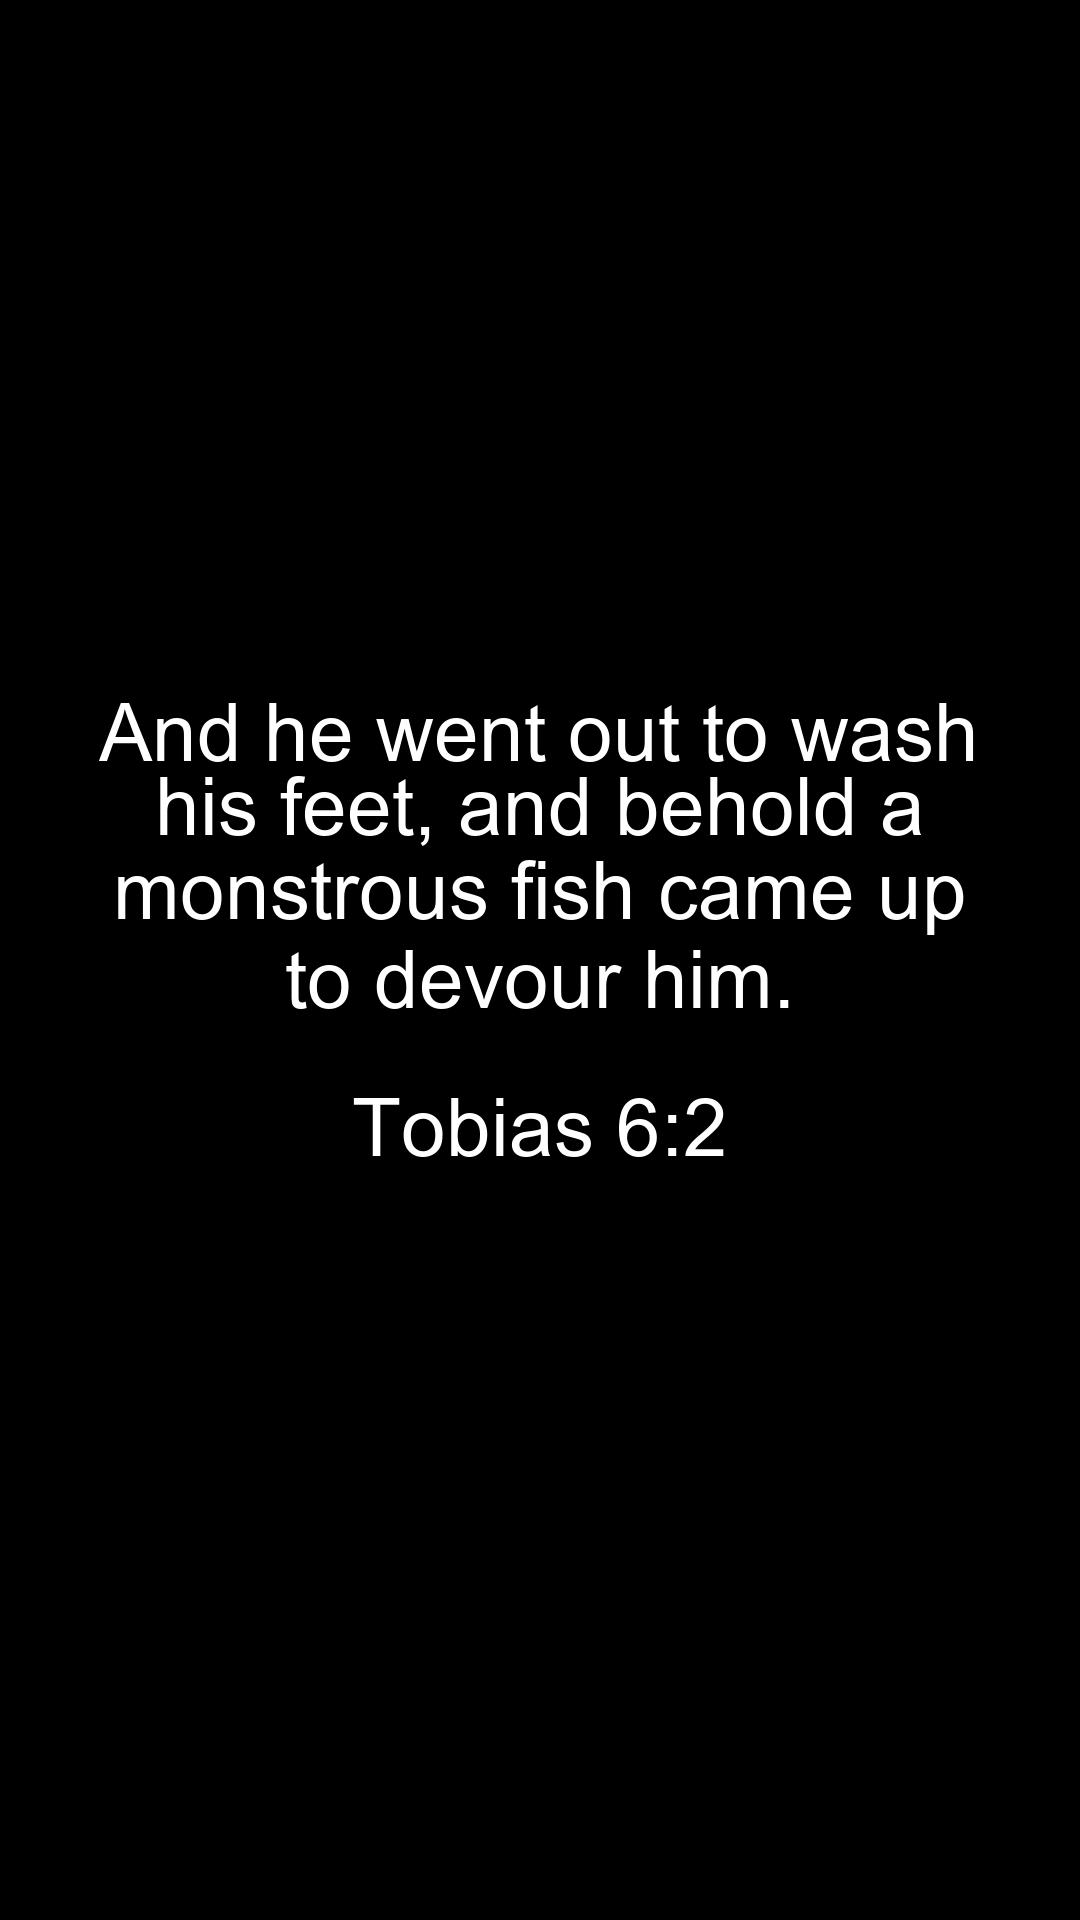 And he went out to wash
his feet, and behold a
monstrous fish came up
to devour him.
Tobias 6:2